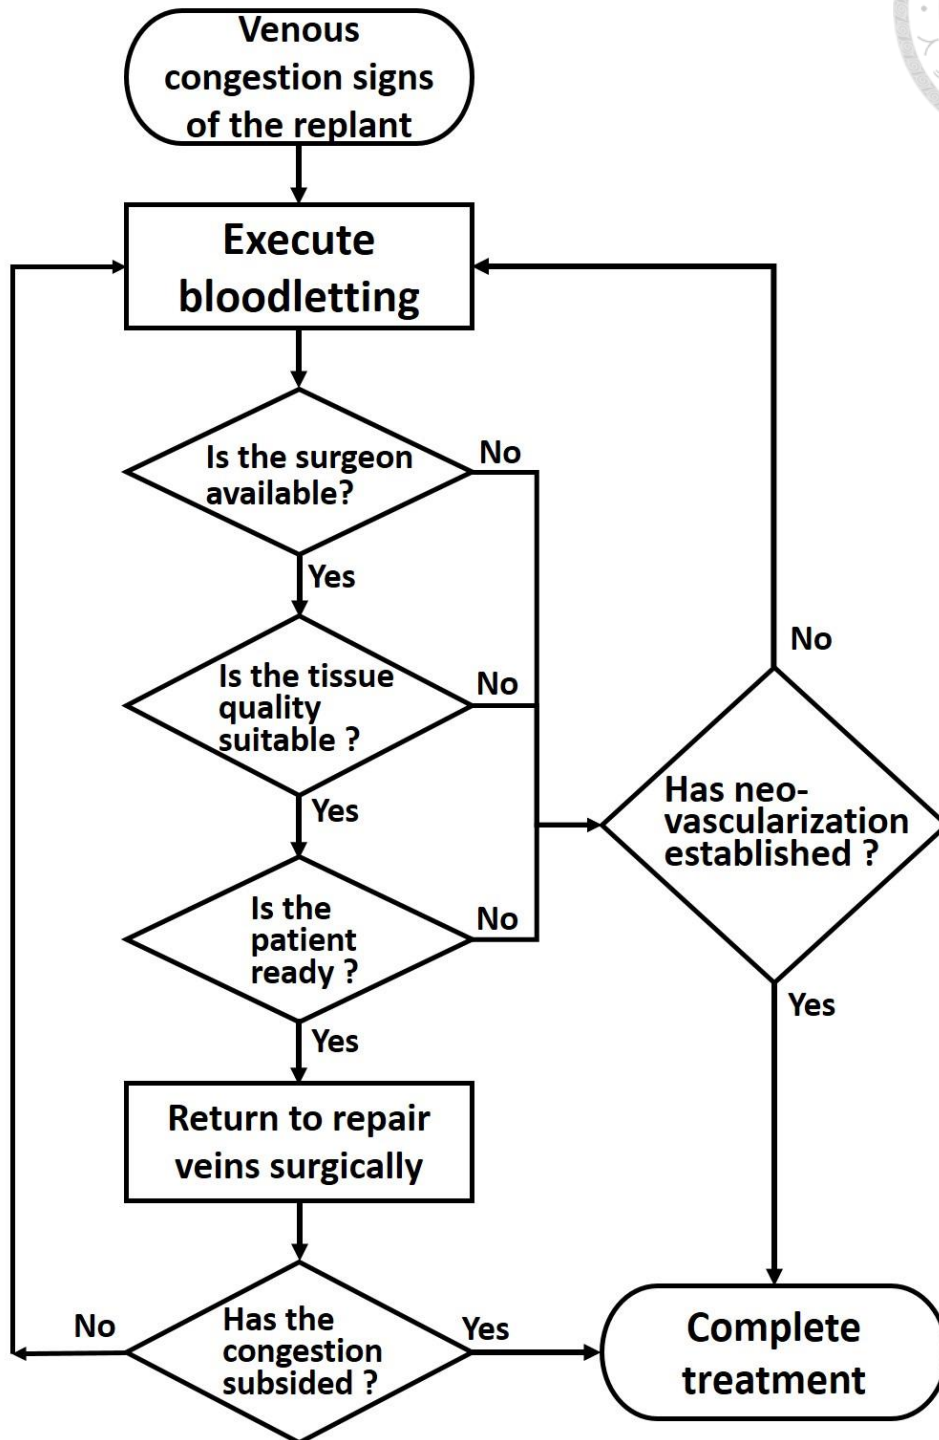 Venous
congestion signs
of the replant
Execute
bloodletting
Is the surgeon
available?
No
Yes
Is the tissue
quality
suitable ?
No
Yes
Is the
patient
ready ?
No
Yes
Return to repair
veins surgically
Has the
congestion
subsided ?
No
Yes
Has neo-
vascularization
established ?
No
Yes
Complete
treatment